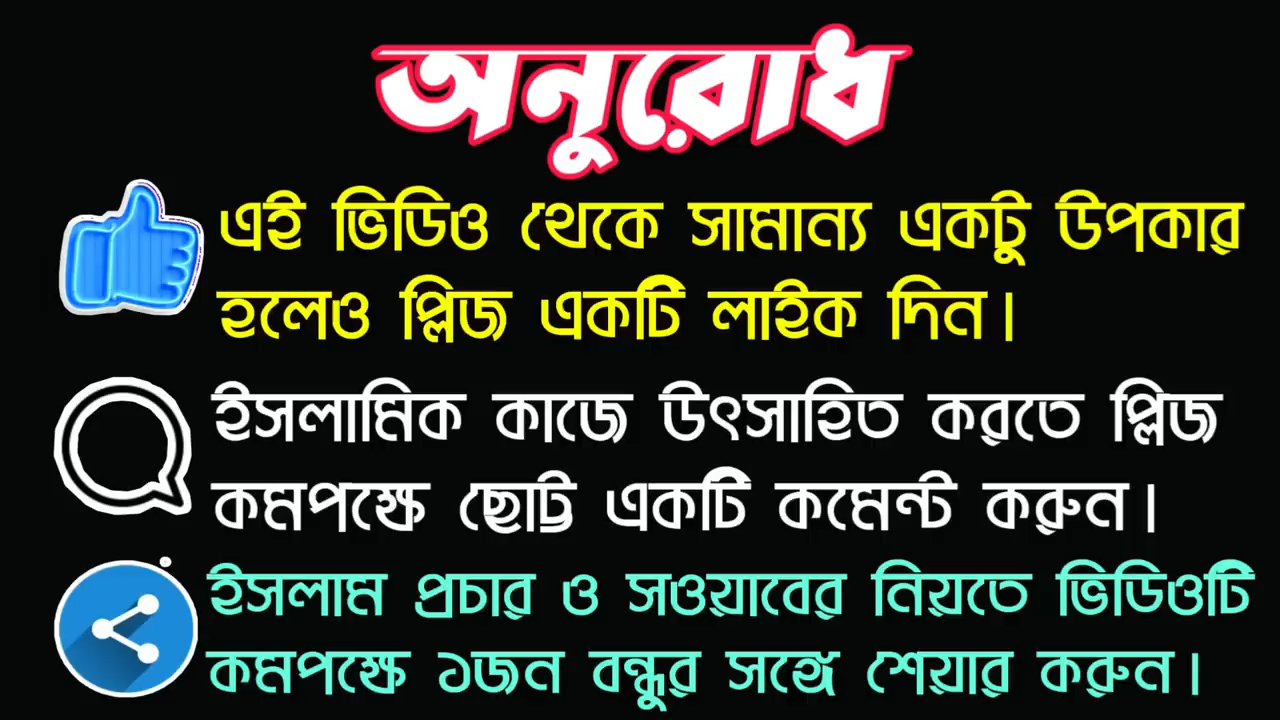 অনুরোধ
এই ভিডিও থেকে সামান্য একটু উপকার
হলেও প্লিজ একটি লাইক দিন।
ইসলামিক কাজে উৎসাহিত করতে প্লিজ
কমপক্ষে ছোট্ট একটি কমেন্ট করুন।
ইসলাম প্রচার ও সওয়াবের নিয়তে ভিডিওটি
কমপক্ষে ১জন বন্ধুর সঙ্গে শেয়ার করুন।